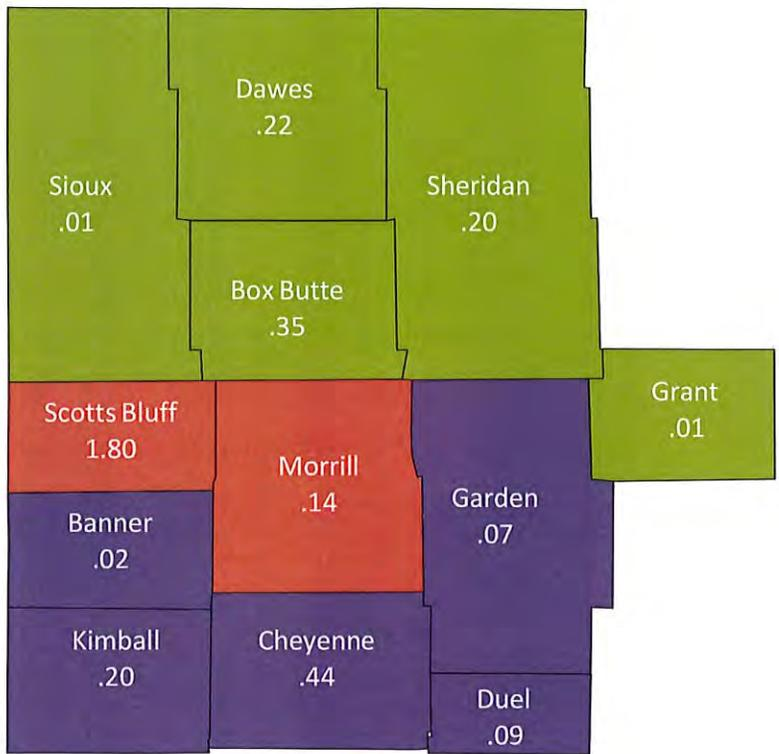 Dawes
.22
Sioux
.01
Sheridan
.20
Box Butte
.35
Grant
.01
Scotts Bluff
1.80
Morrill
.14
Garden
.07
Banner
.02
Kimball
.20
Cheyenne
.44
Duel
.09